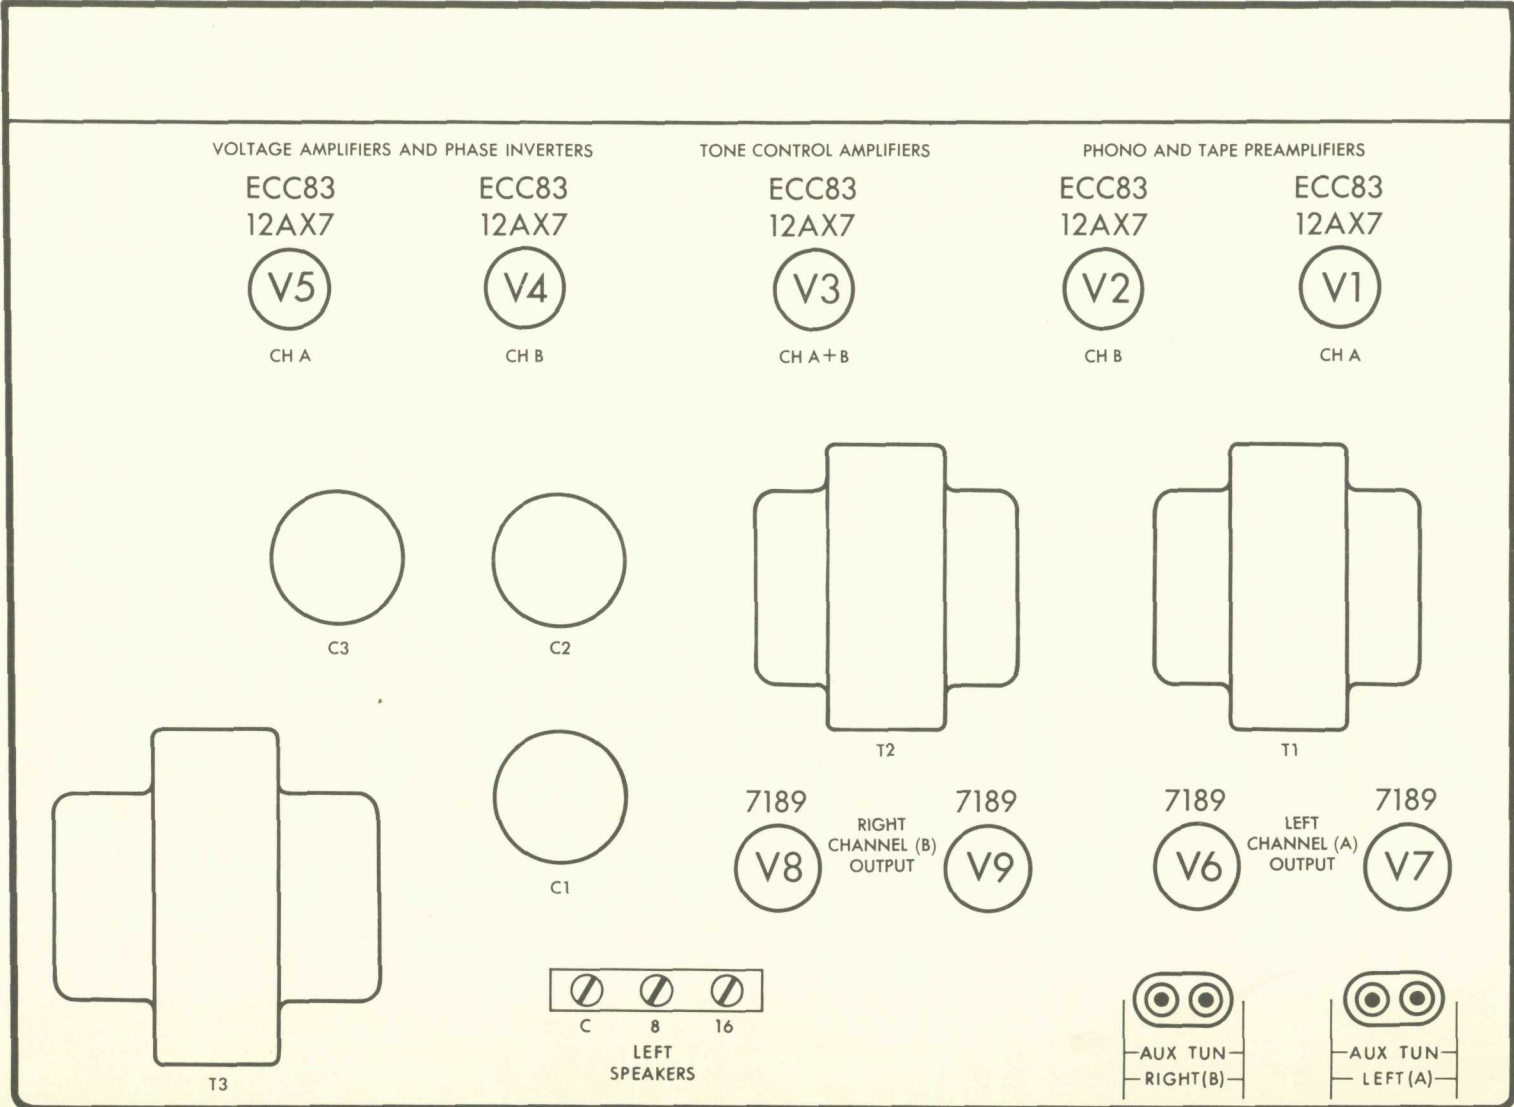 VOLTAGE AMPLIFIERS AND PHASE INVERTERS
TONE CONTROL AMPLIFIERS
PHONO AND TAPE PREAMPLIFIERS
ECC83
ECC83
ECC83
ECC83
ECC83
12AX7
12AX7
12AX7
12AX7
12AX7
V5
V4
V3
V2
V1
CH A
CH B
CH A+B
CH B
CH A
C3
C2
T2
T1
7189
7189
7189
7189
V8
RIGHT
CHANNEL (B)
OUTPUT
V9
V6
LEFT
CHANNEL (A)
OUTPUT
V7
C1
C
8
16
LEFT
SPEAKERS
AUX TUN
RIGHT(B)
AUX TUN
LEFT(A)
T3